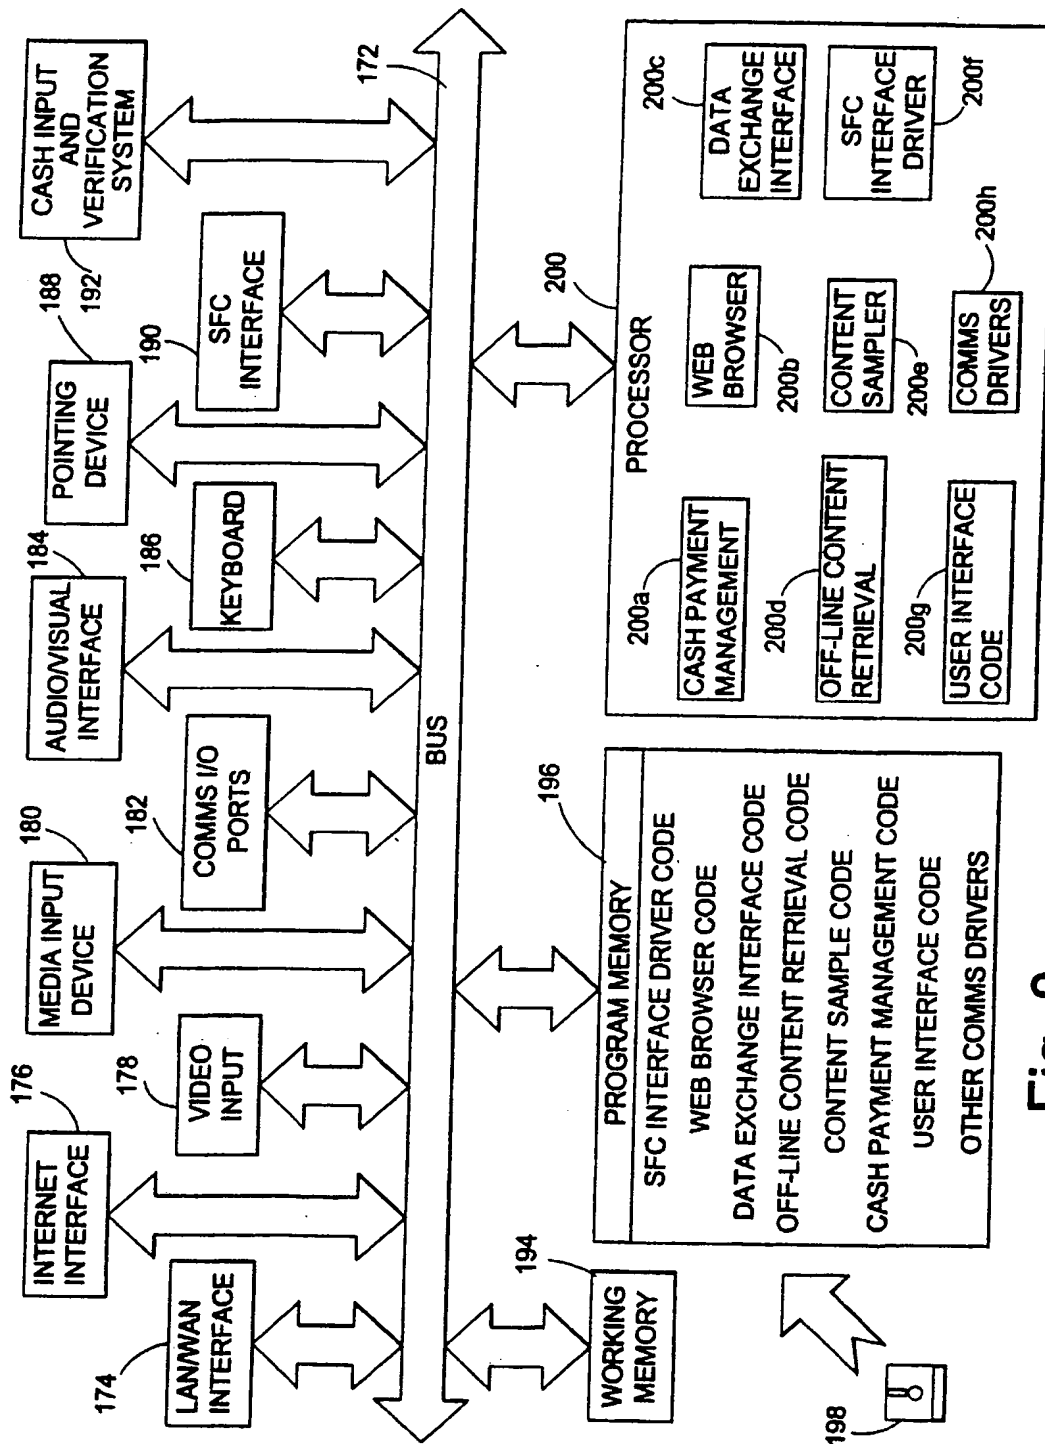 174
LAN/WAN
INTERFACE
176
INTERNET
INTERFACE
178
VIDEO
INPUT
180
MEDIA INPUT
DEVICE
182
COMMS I/O
PORTS
184
AUDIO/VISUAL
INTERFACE
186
KEYBOARD
188
POINTING
DEVICE
190
SFC
INTERFACE
192
CASH INPUT
AND
VERIFICATION
SYSTEM
BUS
172
194
WORKING
MEMORY
198
196
PROGRAM MEMORY
SFC INTERFACE DRIVER CODE
WEB BROWSER CODE
DATA EXCHANGE INTERFACE CODE
OFF-LINE CONTENT RETRIEVAL CODE
CONTENT SAMPLE CODE
CASH PAYMENT MANAGEMENT CODE
USER INTERFACE CODE
OTHER COMMS DRIVERS
200
PROCESSOR
200a
CASH PAYMENT
MANAGEMENT
WEB
BROWSER
200b
200c
DATA
EXCHANGE
INTERFACE
200d
OFF-LINE CONTENT
RETRIEVAL
CONTENT
SAMPLER
200e
SFC
INTERFACE
DRIVER
200f
200g
USER INTERFACE
CODE
COMMS
DRIVERS
200h
Fig.